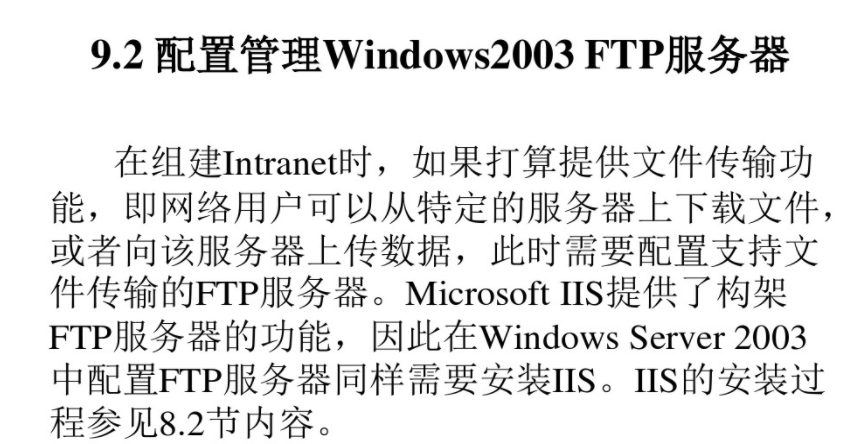 9.2 配置管理Windows2003 FTP服务器
在组建Intranet时，如果打算提供文件传输功
能，即网络用户可以从特定的服务器上下载文件，
或者向该服务器上传数据，此时需要配置支持文
件传输的FTP服务器。Microsoft IIS提供了构架
FTP服务器的功能，因此在Windows Server 2003
中配置FTP服务器同样需要安装IIS。IIS的安装过
程参见8.2节内容。